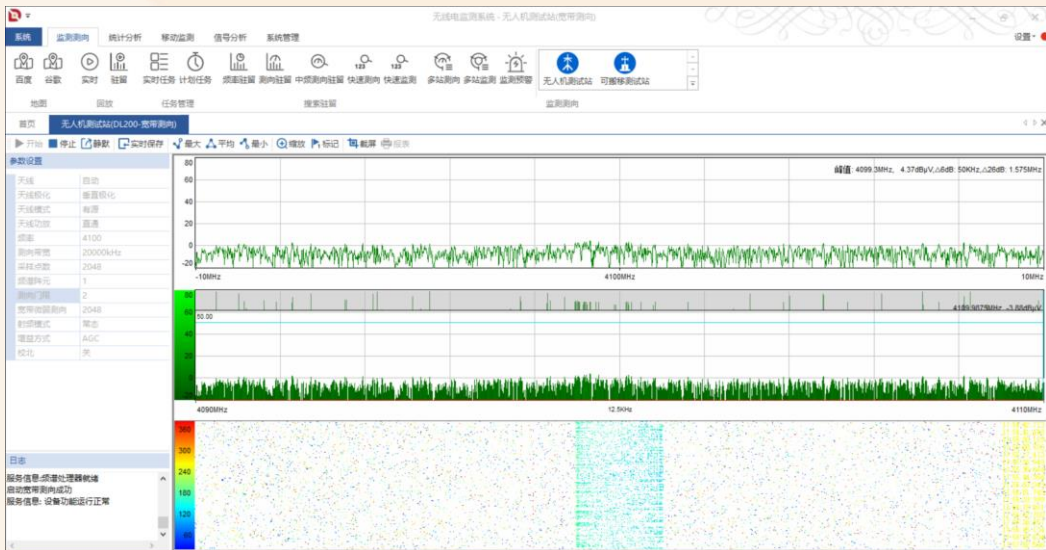 无线电监测系统 - 无人机测试站(宽带测向)
系统 监测测向 统计分析 移动监测 信号分析 系统管理 设置
百度 谷歌 实时 驻留 实时任务 计划任务 频率驻留 测向驻留 中频测向驻留 快速测向 快速监测 多站测向 多站监测 监测预警 无人机测试站 可搬移测试站
地图 回放 任务管理 搜索驻留 监测测向
首页 无人机测试站(DL200-宽带测向)
开始 停止 静默 实时保存 最大 平均 最小 缩放 标记 截屏 报表
参数设置
天线 自动
天线极化 垂直极化
天线模式 有源
天线功放 直通
频率 4100
测向带宽 20000kHz
采样点数 2048
频谱阵元 1
测向门限 2
宽带街窗测向 2048
射频模式 常态
增益方式 AGC
校北 关
日志
服务信息:频谱处理器就绪
启动宽带测向成功
服务信息: 设备功能运行正常
峰值: 4099.3MHz, 4.37dBμV,△6dB: 50KHz,△26dB: 1.575MHz
80
60
40
20
0
-20
-10MHz 4100MHz 10MHz
80
4109.9875MHz -3.88dBμV
60
50.00
40
20
4090MHz 12.5KHz 4110MHz
360
300
240
180
120
60